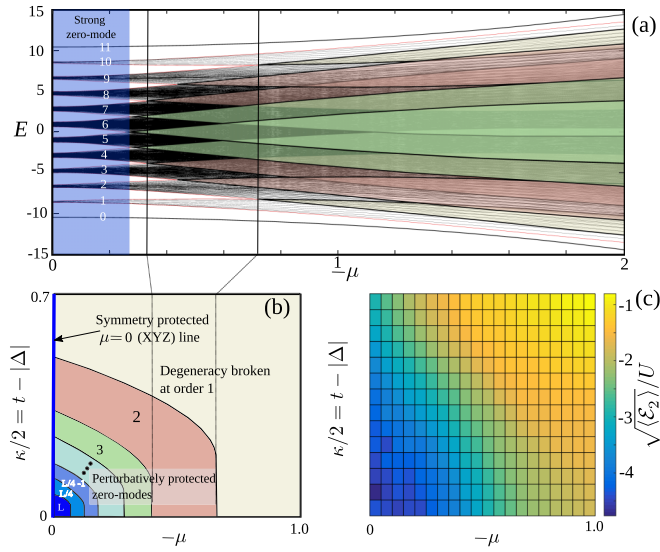 (a)
Strong
zero-mode
15
10
5
0
-5
-10
-15
E
11
10
9
8
7
6
5
4
3
2
1
0
0
1
2
−μ
(b)
0.7
0
κ/2 = t − |Δ|
Symmetry protected
μ=0 (XYZ) line
Degeneracy broken
at order 1
2
3
Perturbatively protected
zero-modes
L/4 -1
L/4
L
0
1.0
−μ
(c)
κ/2 = t − |Δ|
0
1.0
−μ
-1
-2
-3
-4
√⟨ℰ₂⟩/U